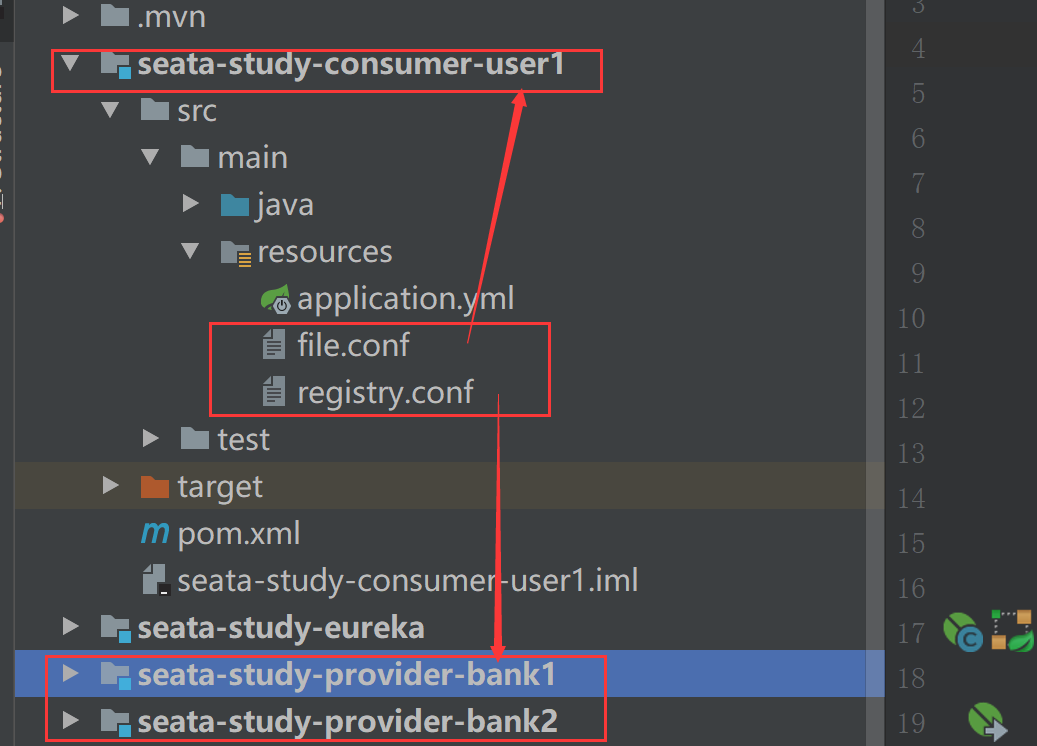 .mvn
seata-study-consumer-user1
src
main
java
resources
application.yml
file.conf
registry.conf
test
target
pom.xml
seata-study-consumer-user1.iml
seata-study-eureka
seata-study-provider-bank1
seata-study-provider-bank2
3
4
5
6
7
8
9
10
11
12
13
14
15
16
17
18
19